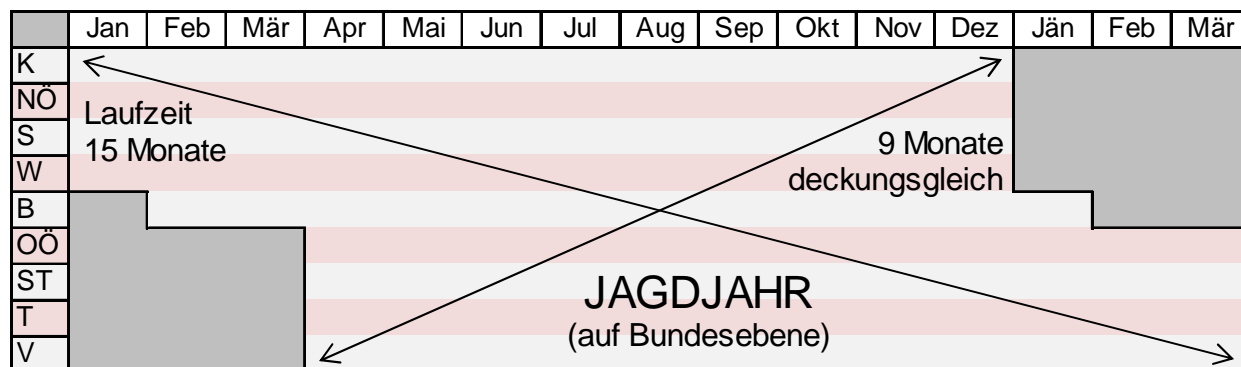 Jan Feb Mär Apr Mai Jun Jul Aug Sep Okt Nov Dez Jän Feb Mär
K
NÖ
Laufzeit
S
15 Monate
9 Monate
W
deckungsgleich
B
OÖ
ST
JAGDJAHR
T
(auf Bundesebene)
V